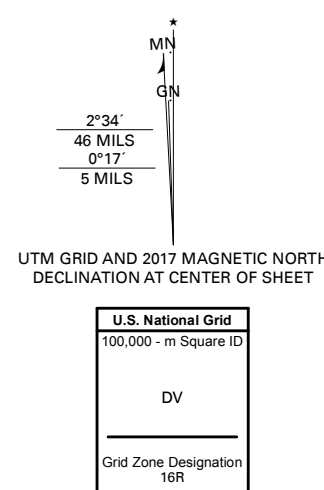 ★
MN
GN
2°34´
46 MILS
0°17´
5 MILS
UTM GRID AND 2017 MAGNETIC NORTH
DECLINATION AT CENTER OF SHEET
U.S. National Grid
100,000 - m Square ID
DV
Grid Zone Designation
16R